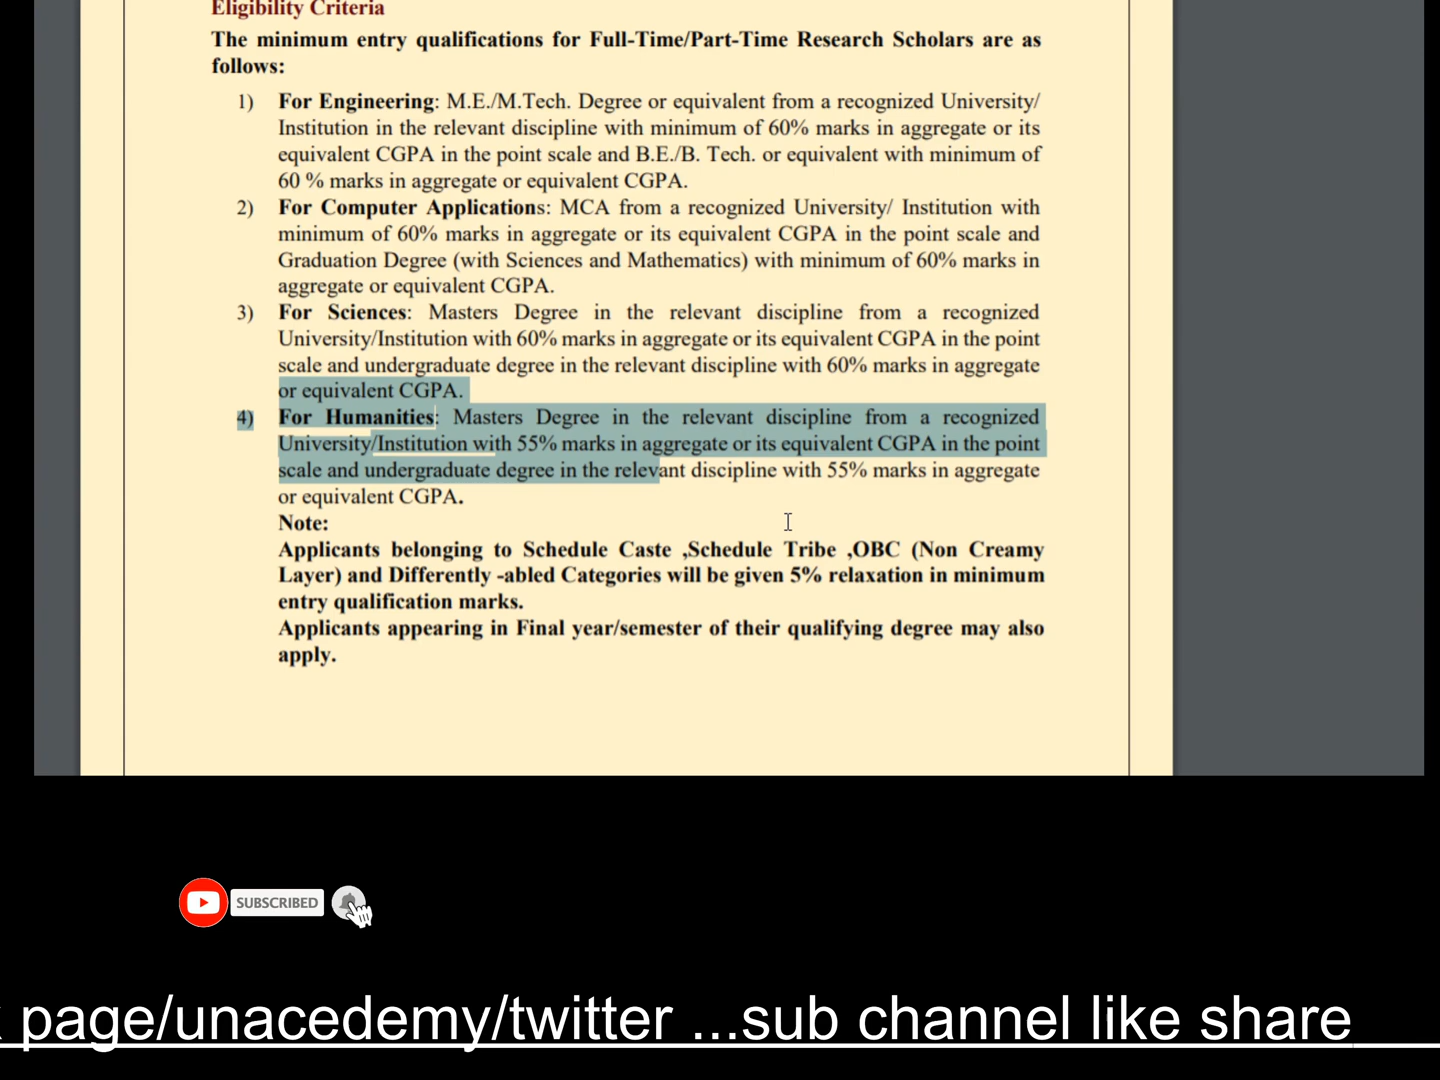 Eligibility Criteria
The minimum entry qualifications for Full-Time/Part-Time Research Scholars are as
follows:
1) For Engineering: M.E./M.Tech. Degree or equivalent from a recognized University/
Institution in the relevant discipline with minimum of 60% marks in aggregate or its
equivalent CGPA in the point scale and B.E./B. Tech. or equivalent with minimum of
60 % marks in aggregate or equivalent CGPA.
2) For Computer Applications: MCA from a recognized University/ Institution with
minimum of 60% marks in aggregate or its equivalent CGPA in the point scale and
Graduation Degree (with Sciences and Mathematics) with minimum of 60% marks in
aggregate or equivalent CGPA.
3) For Sciences: Masters Degree in the relevant discipline from a recognized
University/Institution with 60% marks in aggregate or its equivalent CGPA in the point
scale and undergraduate degree in the relevant discipline with 60% marks in aggregate
or equivalent CGPA.
4) For Humanities: Masters Degree in the relevant discipline from a recognized
University/Institution with 55% marks in aggregate or its equivalent CGPA in the point
scale and undergraduate degree in the relevant discipline with 55% marks in aggregate
or equivalent CGPA.
Note:
Applicants belonging to Schedule Caste ,Schedule Tribe ,OBC (Non Creamy
Layer) and Differently -abled Categories will be given 5% relaxation in minimum
entry qualification marks.
Applicants appearing in Final year/semester of their qualifying degree may also
apply.
SUBSCRIBED
page/unacedemy/twitter ...sub channel like share